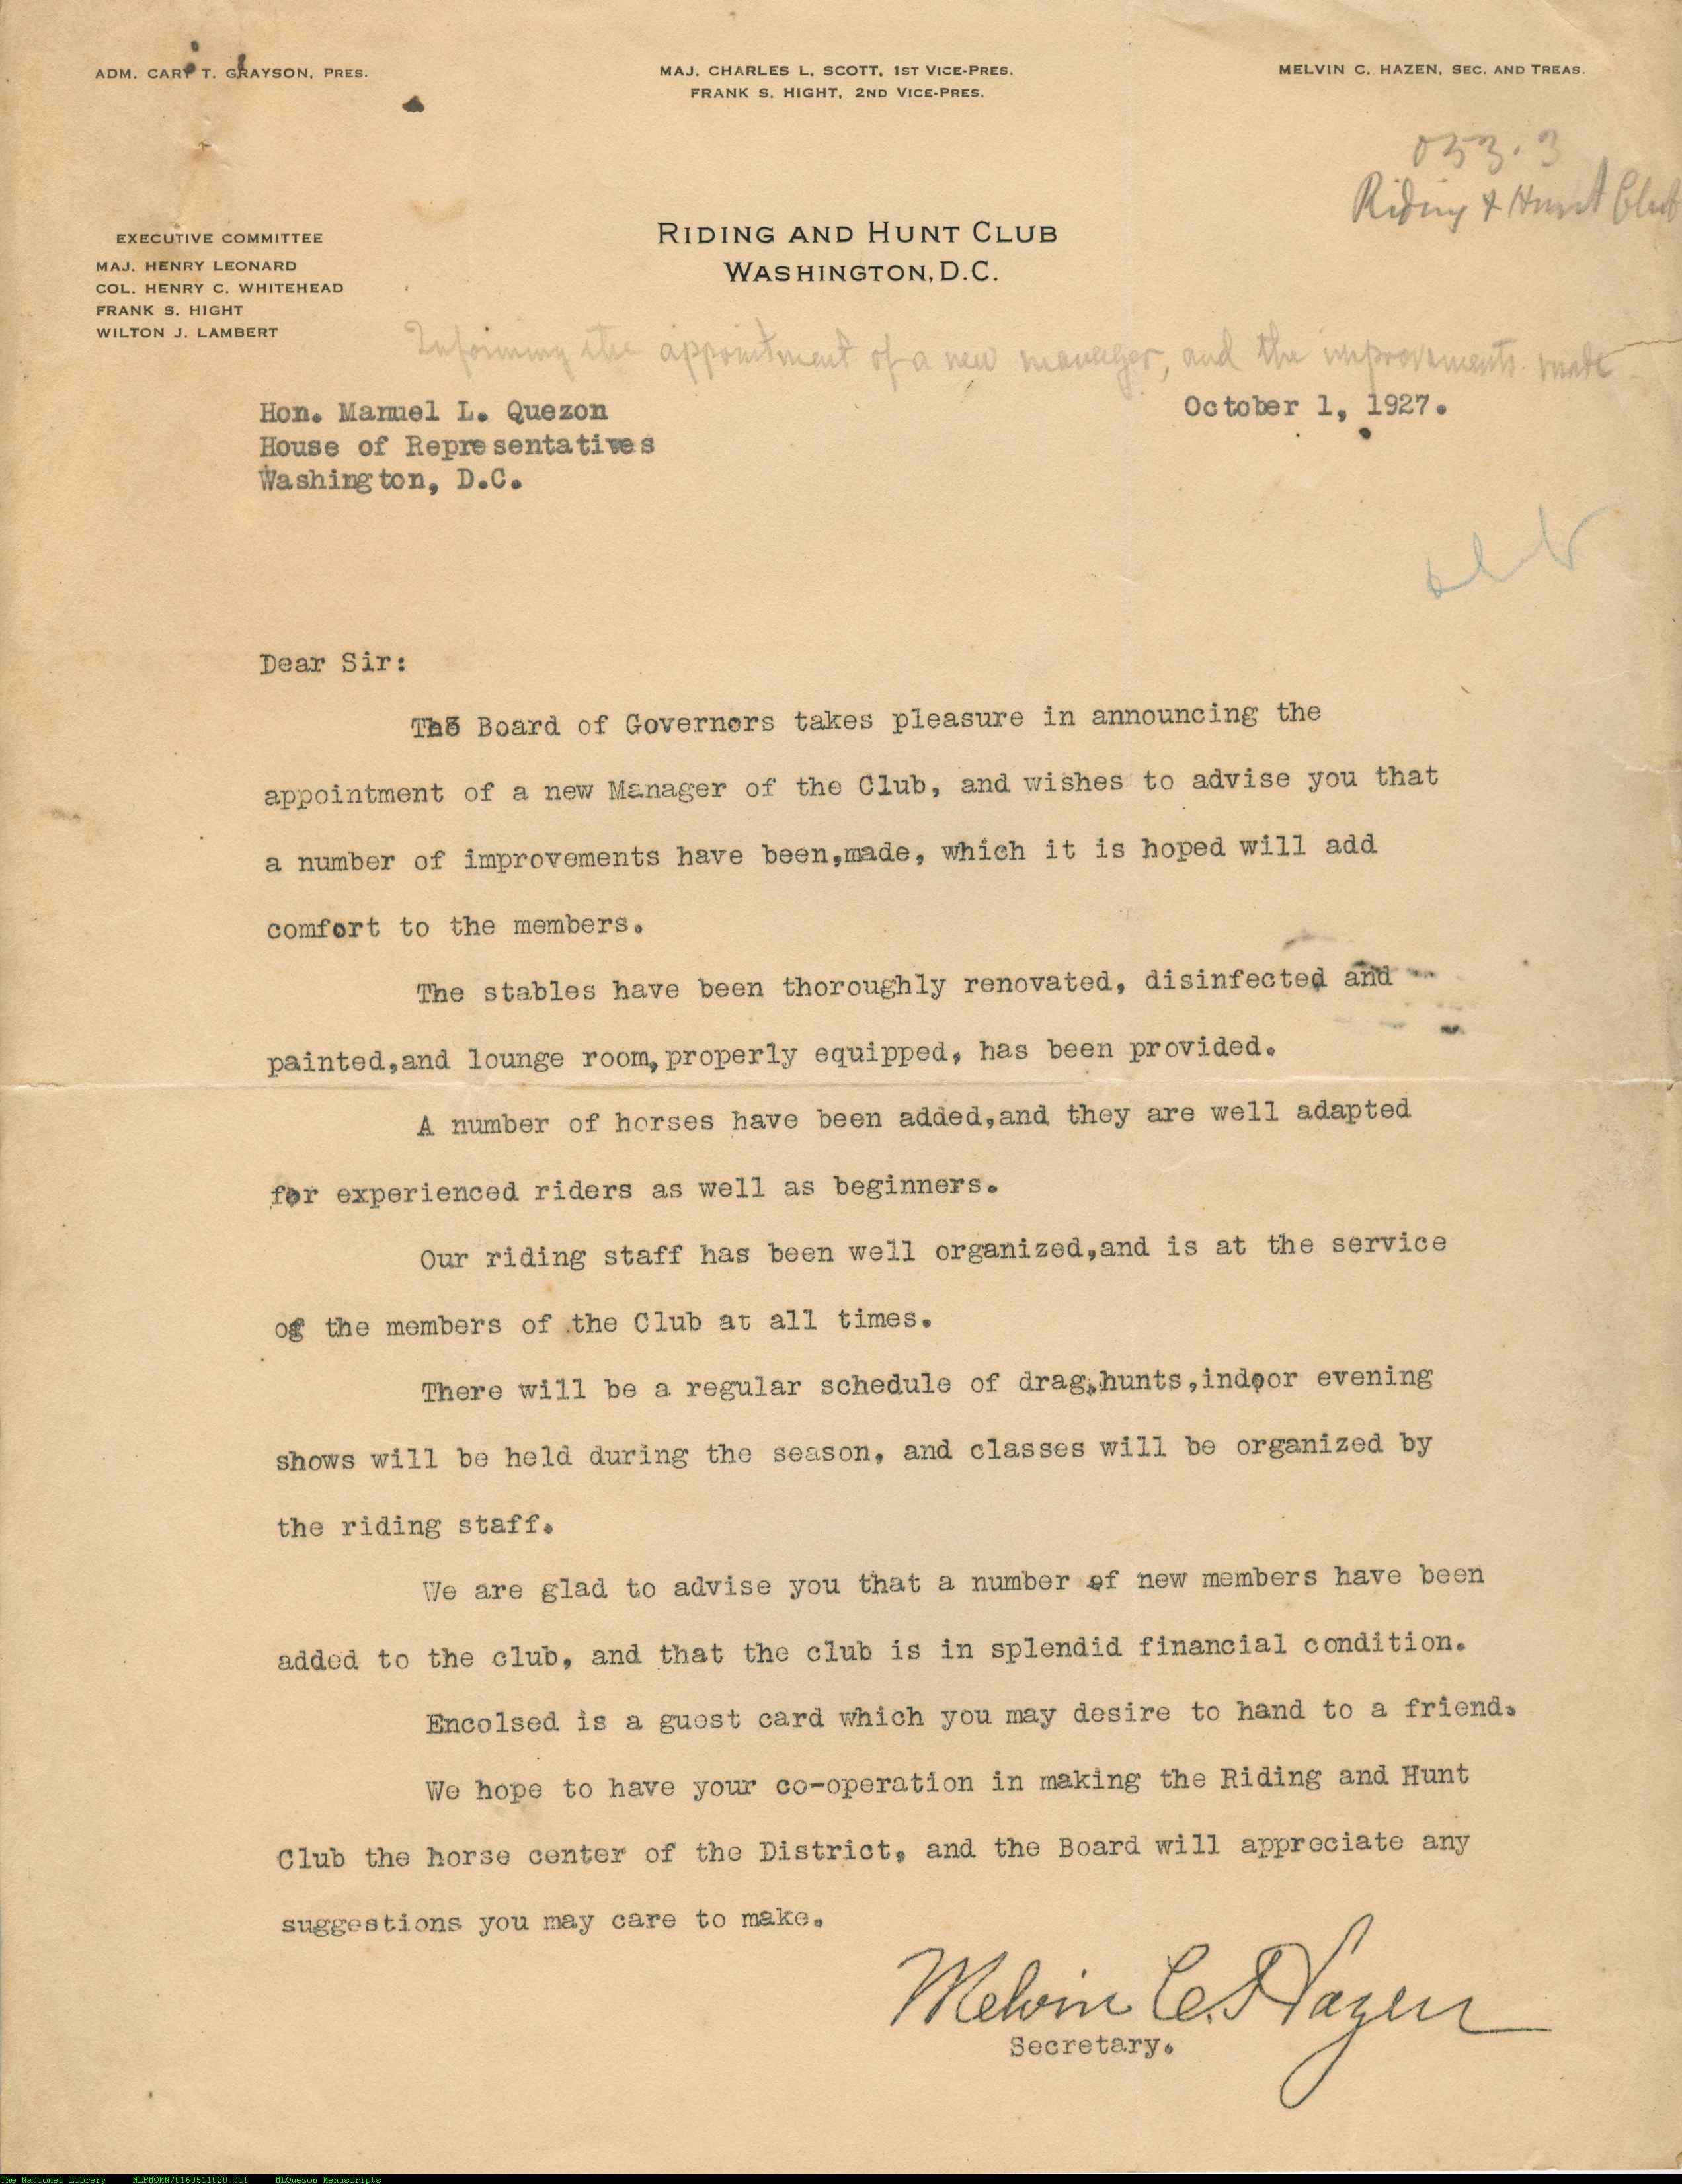 ADM. CARY T. GRAYSON, PRES.
MAJ. CHARLES L. SCOTT, 1ST VICE-PRES.
FRANK S. HIGHT, 2ND VICE-PRES.
MELVIN C. HAZEN, SEC. AND TREAS.
053.3
Riding & Hunt Club
EXECUTIVE COMMITTEE
MAJ. HENRY LEONARD
COL. HENRY C. WHITEHEAD
FRANK S. HIGHT
WILTON J. LAMBERT
RIDING AND HUNT CLUB
WASHINGTON, D.C.
Informing the appointment of a new manager, and the improvements made
October 1, 1927.
Hon. Manuel L. Quezon
House of Representatives
Washington, D.C.
Dear Sir:
The Board of Governors takes pleasure in announcing the
appointment of a new Manager of the Club, and wishes to advise you that
a number of improvements have been,made, which it is hoped will add
comfort to the members.
The stables have been thoroughly renovated, disinfected and
painted,and lounge room,properly equipped, has been provided.
A number of horses have been added,and they are well adapted
for experienced riders as well as beginners.
Our riding staff has been well organized,and is at the service
of the members of the Club at all times.
There will be a regular schedule of drag,hunts,indoor evening
shows will be held during the season, and classes will be organized by
the riding staff.
We are glad to advise you that a number of new members have been
added to the club, and that the club is in splendid financial condition.
Encolsed is a guest card which you may desire to hand to a friend.
We hope to have your co-operation in making the Riding and Hunt
Club the horse center of the District, and the Board will appreciate any
suggestions you may care to make.
Melvin C. Hazen
Secretary.
The National Library NLPMQMN70160511020.tif MLQuezon Manuscripts